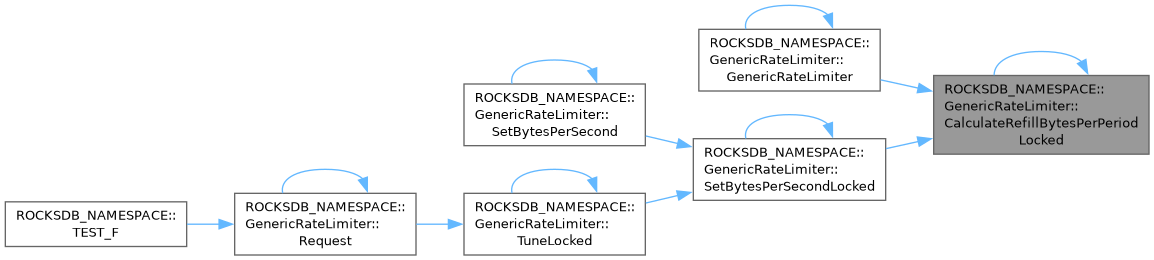 ROCKSDB_NAMESPACE::
GenericRateLimiter::
GenericRateLimiter
ROCKSDB_NAMESPACE::
GenericRateLimiter::
CalculateRefillBytesPerPeriod
Locked
ROCKSDB_NAMESPACE::
GenericRateLimiter::
SetBytesPerSecond
ROCKSDB_NAMESPACE::
GenericRateLimiter::
SetBytesPerSecondLocked
ROCKSDB_NAMESPACE::
TEST_F
ROCKSDB_NAMESPACE::
GenericRateLimiter::
Request
ROCKSDB_NAMESPACE::
GenericRateLimiter::
TuneLocked